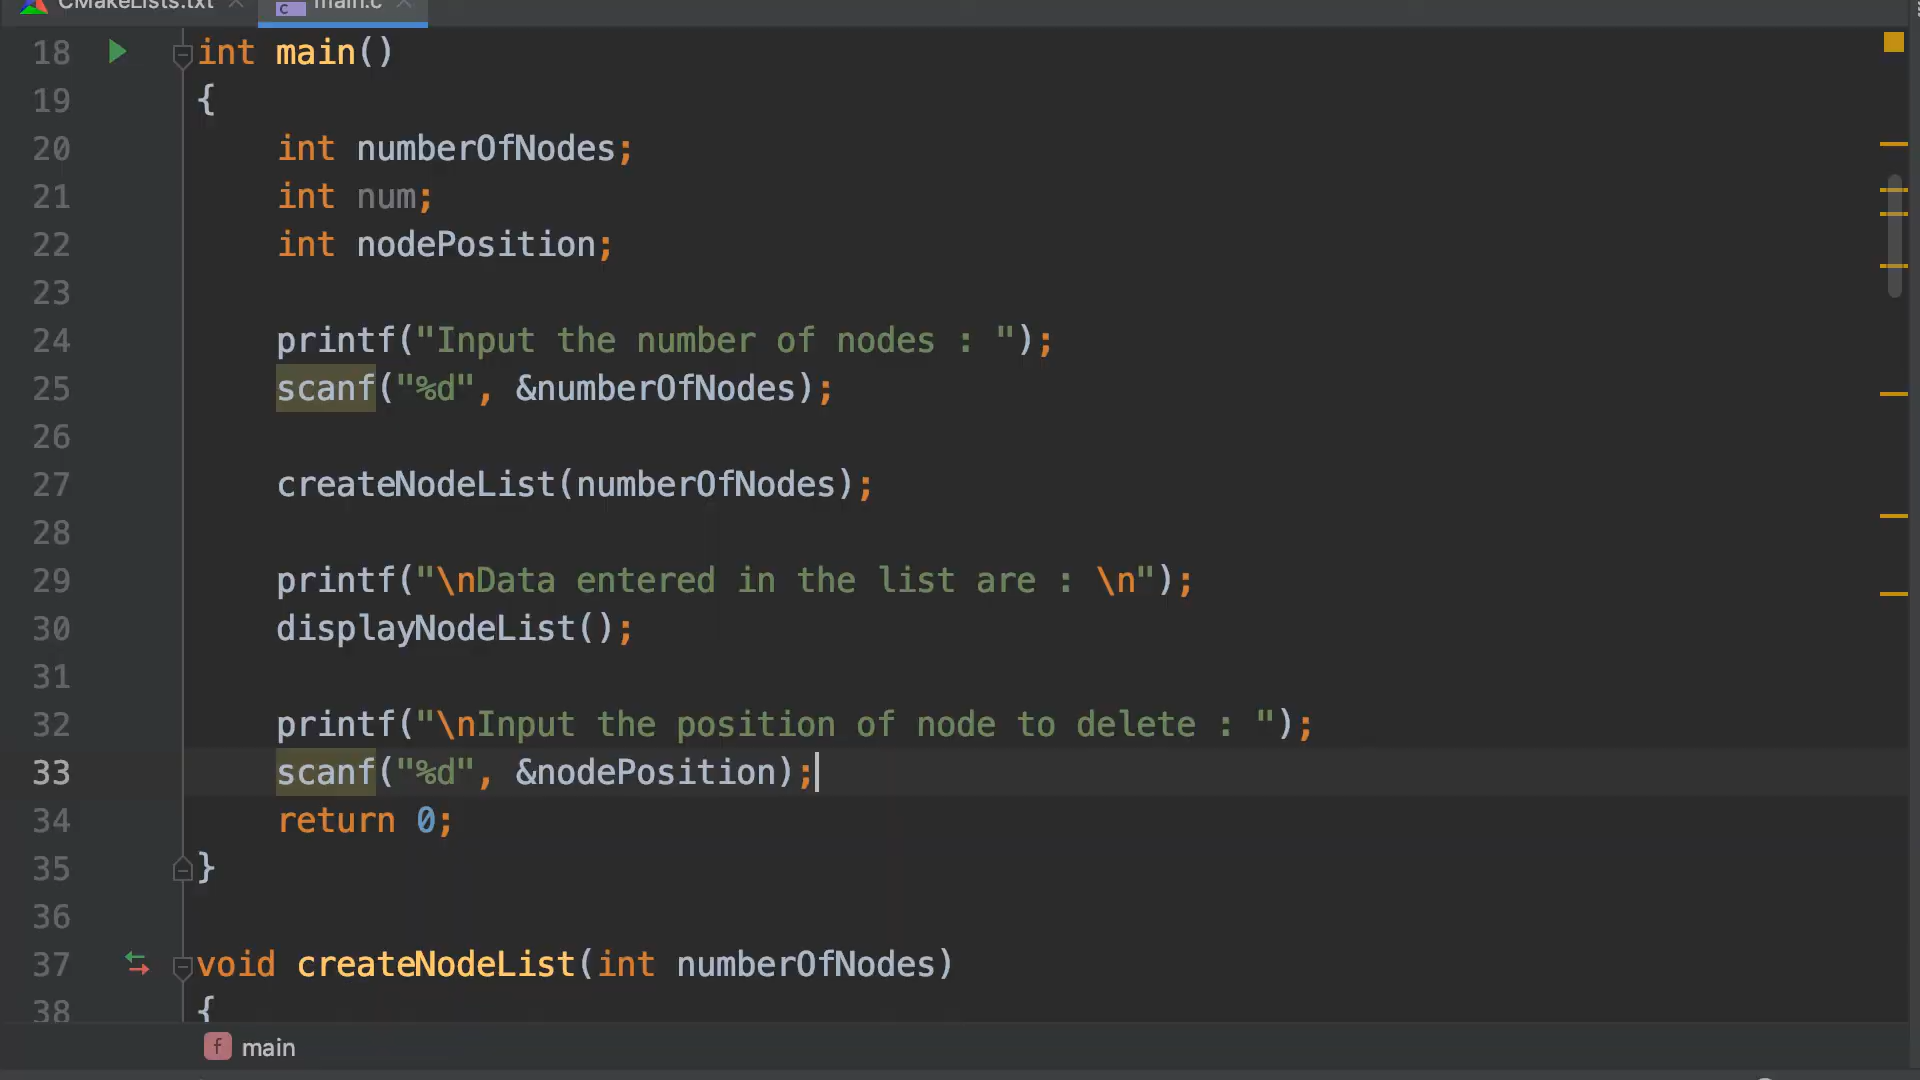 CMakeLists.txt main.c
18 int main()
19 {
20 int numberOfNodes;
21 int num;
22 int nodePosition;
23
24 printf("Input the number of nodes : ");
25 scanf("%d", &numberOfNodes);
26
27 createNodeList(numberOfNodes);
28
29 printf("\nData entered in the list are : \n");
30 displayNodeList();
31
32 printf("\nInput the position of node to delete : ");
33 scanf("%d", &nodePosition);
34 return 0;
35 }
36
37 void createNodeList(int numberOfNodes)
38 {
f main